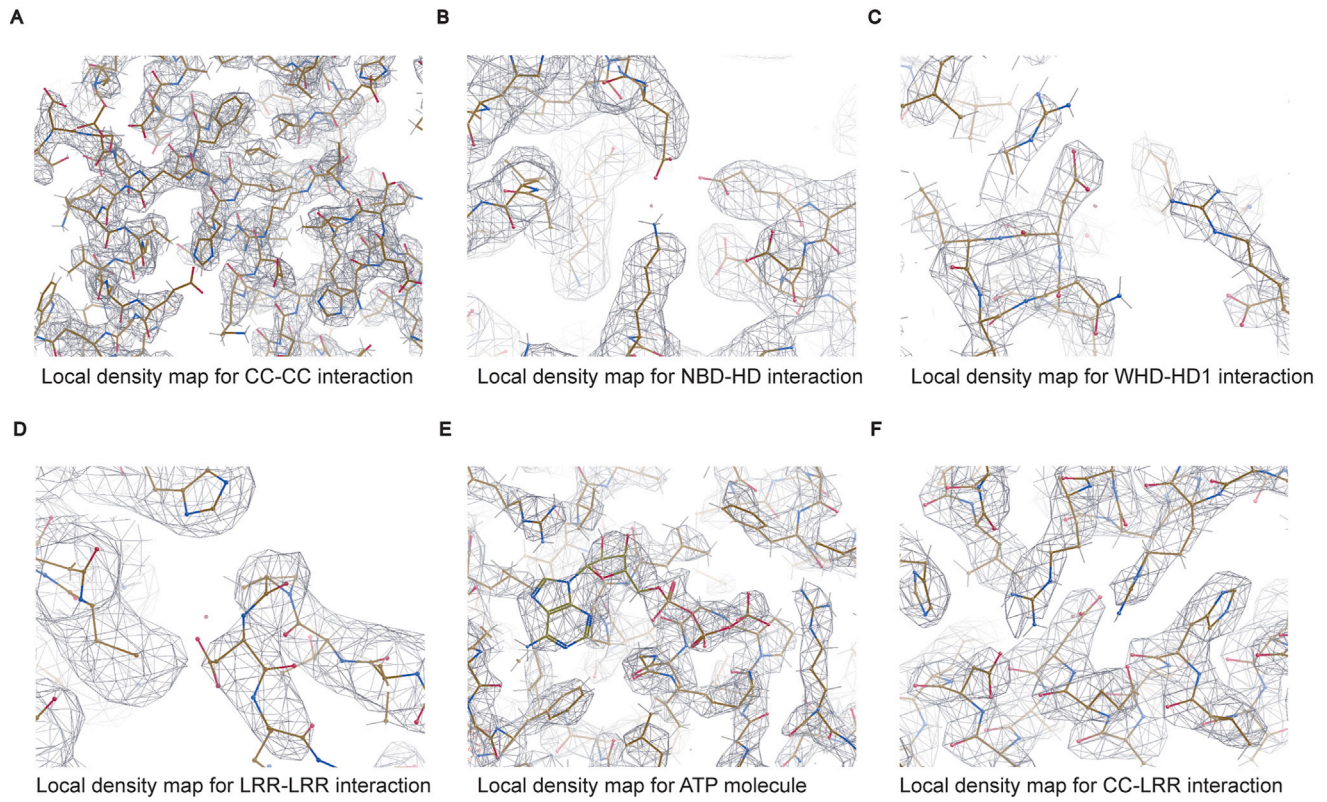 A
B
C
Local density map for CC-CC interaction
Local density map for NBD-HD interaction
Local density map for WHD-HD1 interaction
D
E
F
Local density map for LRR-LRR interaction
Local density map for ATP molecule
Local density map for CC-LRR interaction